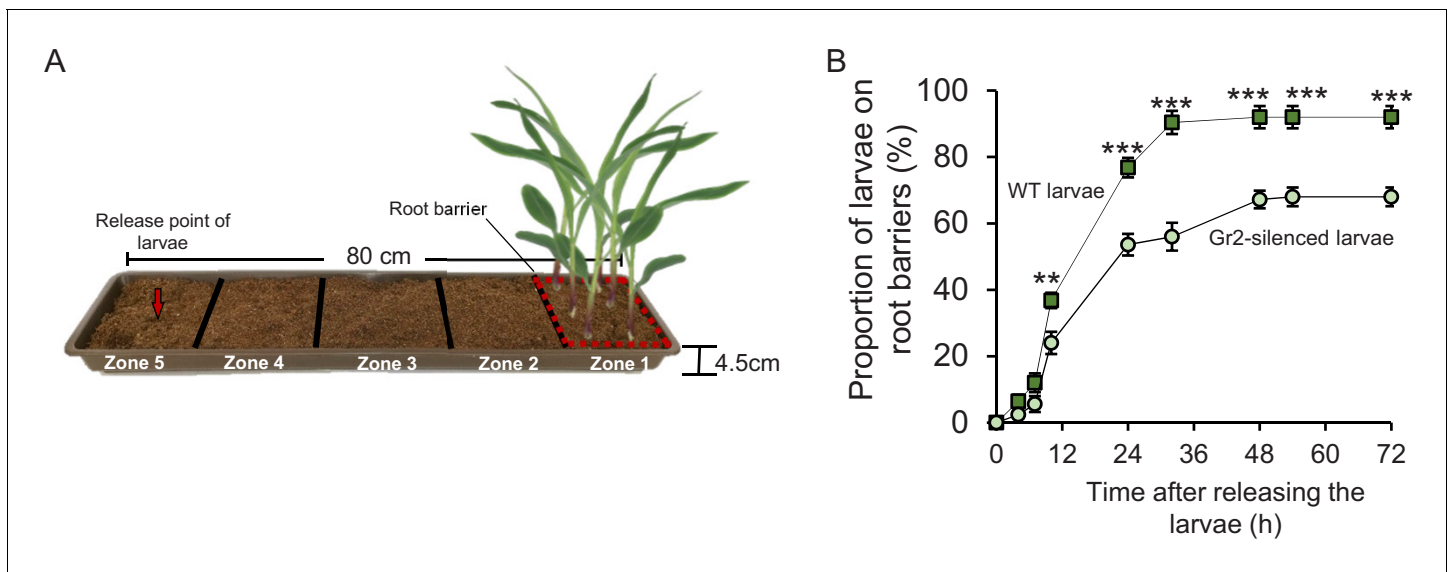 A
Release point of
larvae
Root barrier
80 cm
Zone 5
Zone 4
Zone 3
Zone 2
Zone 1
4.5cm
B
Proportion of larvae on
root barriers (%)
100
80
60
40
20
0
**
***
***
***
***
***
WT larvae
Gr2-silenced larvae
0
12
24
36
48
60
72
Time after releasing the
larvae (h)